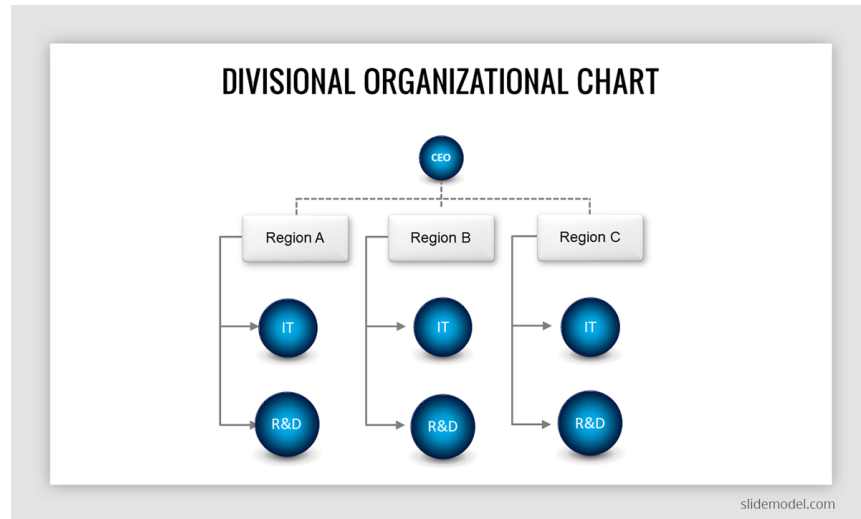 DIVISIONAL ORGANIZATIONAL CHART
CEO
Region A
Region B
Region C
IT
IT
IT
R&D
R&D
R&D
slidemodel.com